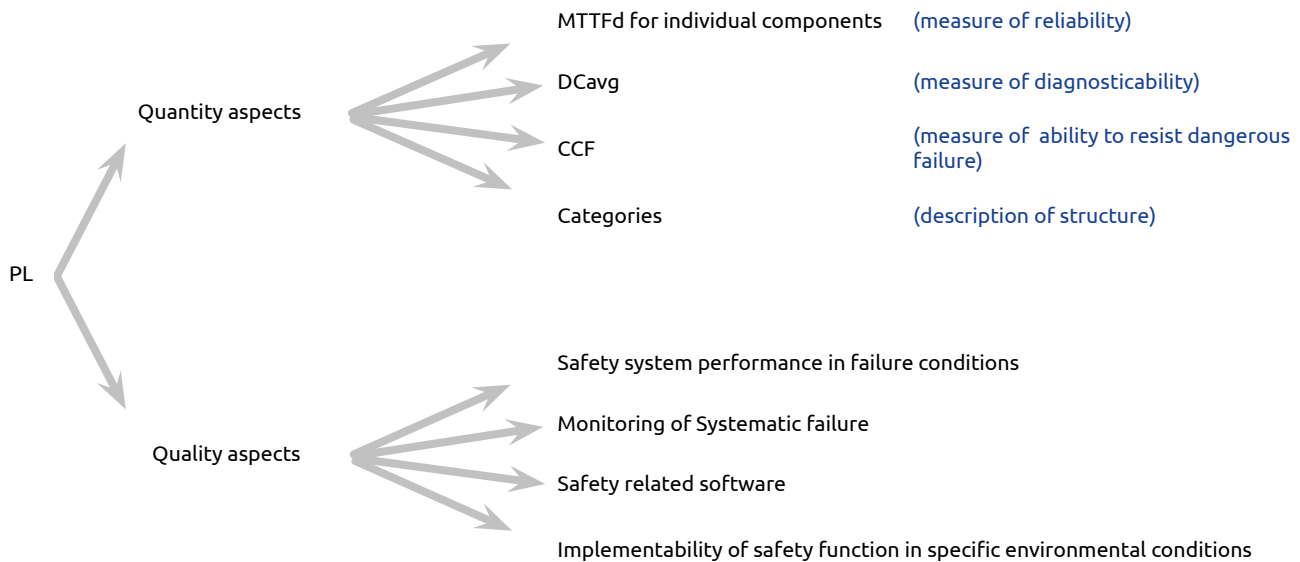 MTTFd for individual components (measure of reliability)
DCavg (measure of diagnosticability)
Quantity aspects
CCF (measure of  ability to resist dangerous
failure)
Categories (description of structure)
PL
Safety system performance in failure conditions
Monitoring of Systematic failure
Quality aspects
Safety related software
Implementability of safety function in specific environmental conditions